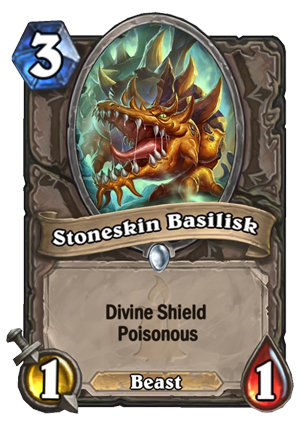 3
Stoneskin Basilisk
Divine Shield
Poisonous
1
Beast
1